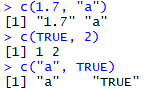 > c(1.7, "a")
[1] "1.7" "a"
> c(TRUE, 2)
[1] 1 2
> c("a", TRUE)
[1] "a"    "TRUE"